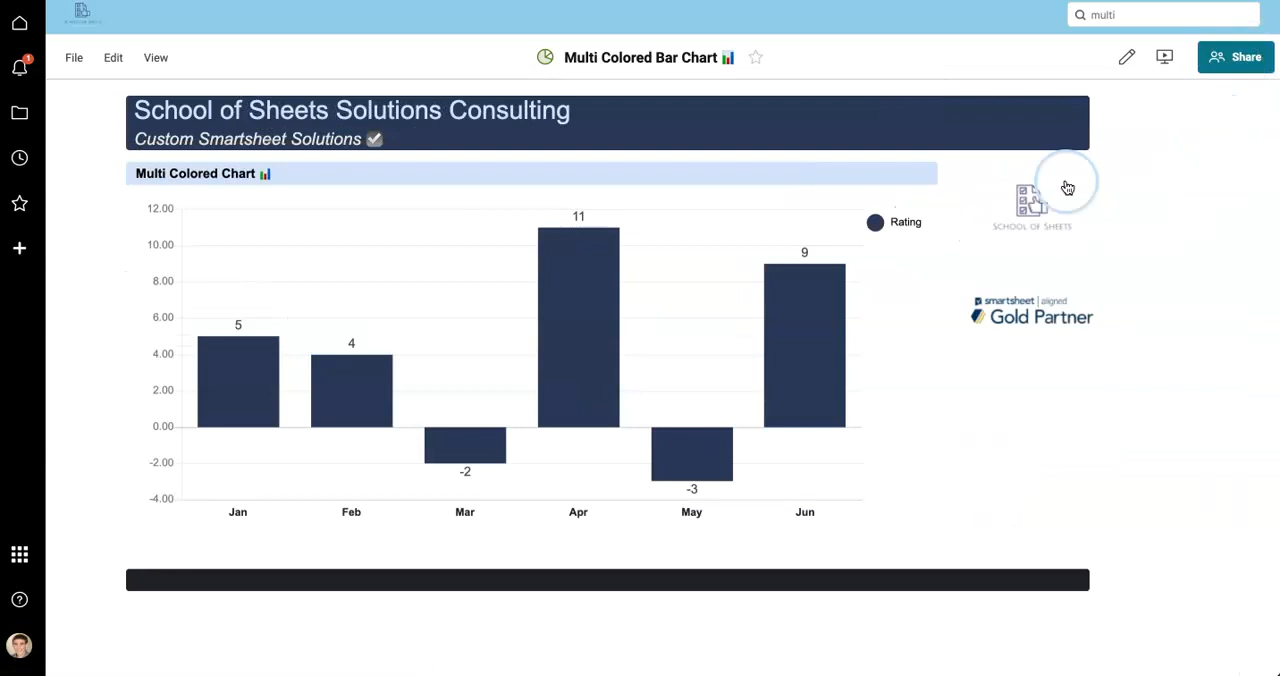 multi
1
File Edit View
Multi Colored Bar Chart
Share
School of Sheets Solutions Consulting
Custom Smartsheet Solutions
Multi Colored Chart
12.00
10.00
8.00
6.00
4.00
2.00
0.00
-2.00
-4.00
5
4
-2
11
-3
9
Jan Feb Mar Apr May Jun
Rating
SCHOOL OF SHEETS
smartsheet | aligned
Gold Partner